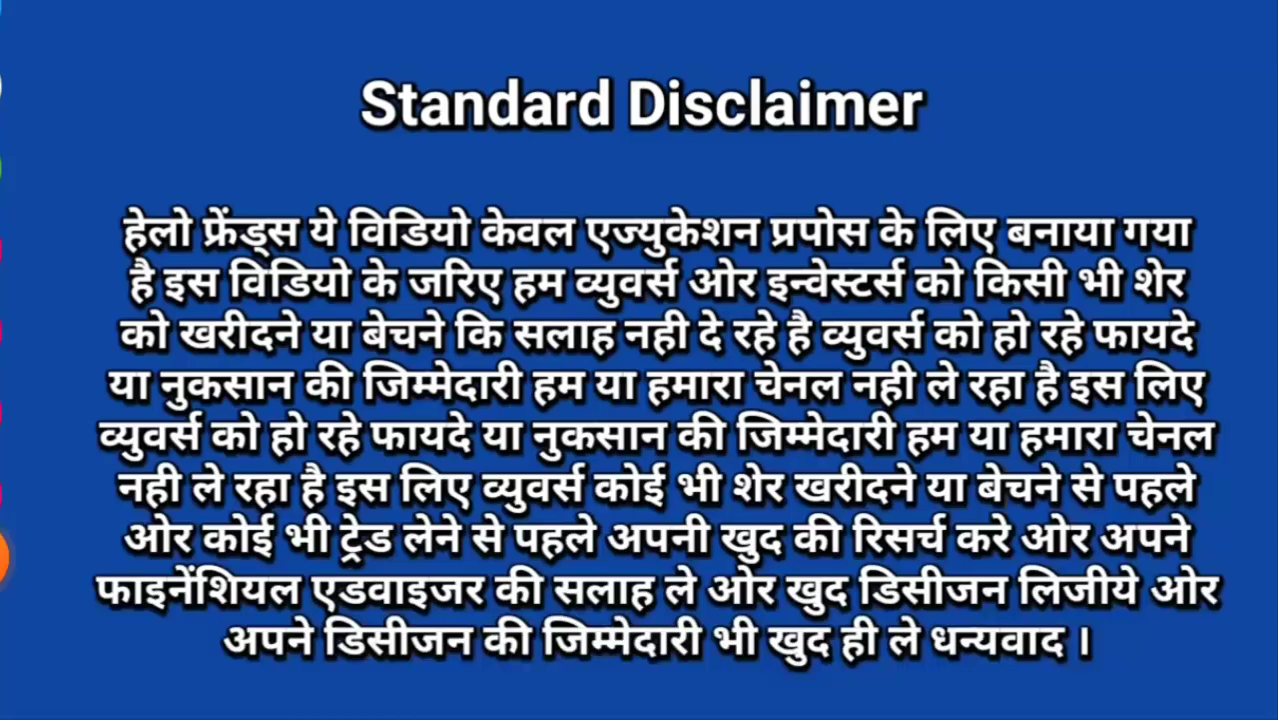 Standard Disclaimer
हेलो फ्रेंड्स ये विडियो केवल एज्युकेशन प्रपोस के लिए बनाया गया
है इस विडियो के जरिए हम व्युवर्स ओर इन्वेस्टर्स को किसी भी शेर
को खरीदने या बेचने कि सलाह नही दे रहे है व्युवर्स को हो रहे फायदे
या नुकसान की जिम्मेदारी हम या हमारा चेनल नही ले रहा है इस लिए
व्युवर्स को हो रहे फायदे या नुकसान की जिम्मेदारी हम या हमारा चेनल
नही ले रहा है इस लिए व्युवर्स कोई भी शेर खरीदने या बेचने से पहले
ओर कोई भी ट्रेड लेने से पहले अपनी खुद की रिसर्च करे ओर अपने
फाइनेंशियल एडवाइजर की सलाह ले ओर खुद डिसीजन लिजीये ओर
अपने डिसीजन की जिम्मेदारी भी खुद ही ले धन्यवाद ।